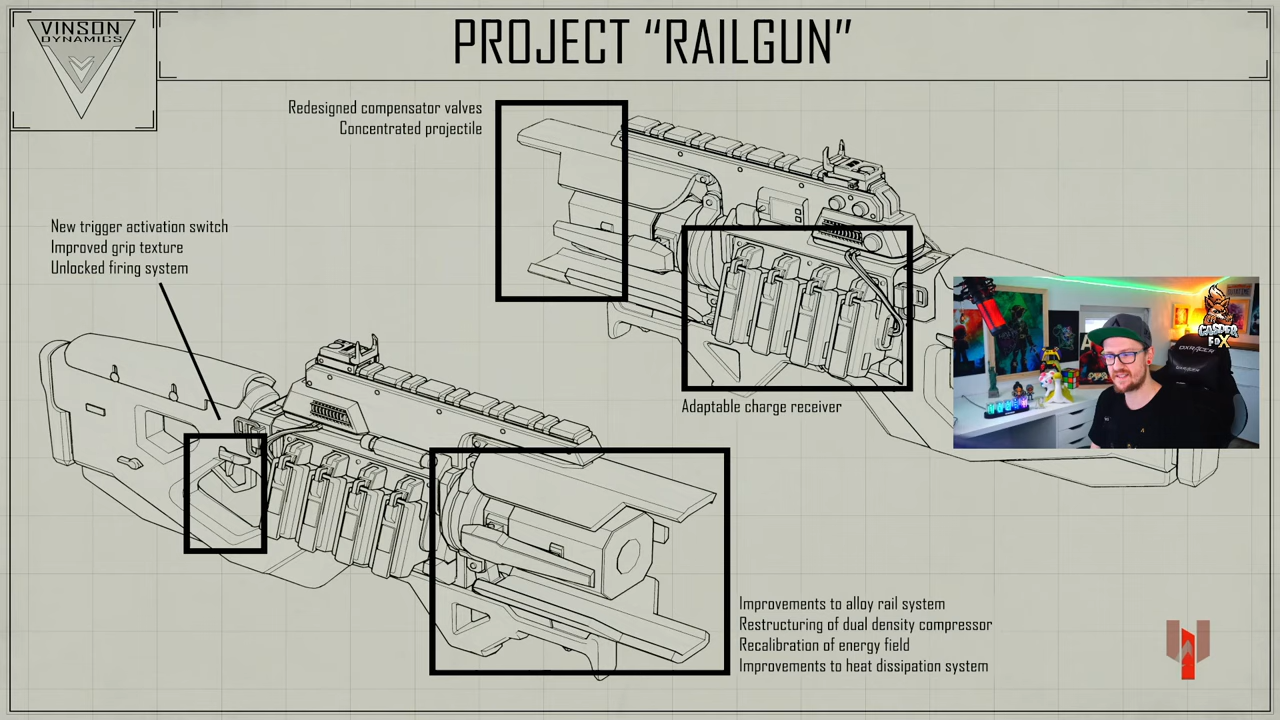 VINSON
DYNAMICS
PROJECT “RAILGUN”
Redesigned compensator valves
Concentrated projectile
New trigger activation switch
Improved grip texture
Unlocked firing system
CASPER
FOX
DXRACER
Adaptable charge receiver
Improvements to alloy rail system
Restructuring of dual density compressor
Recalibration of energy field
Improvements to heat dissipation system